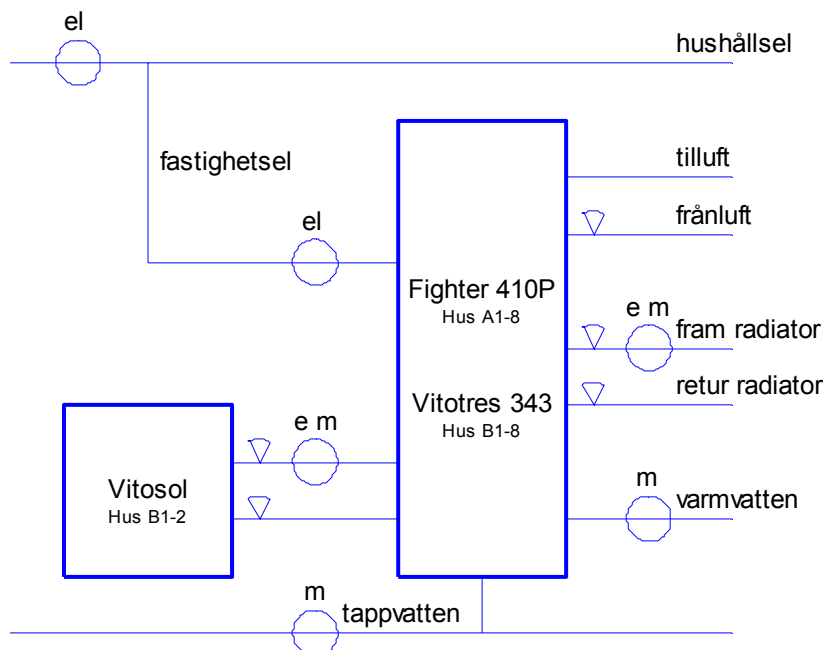 el
hushållsel
tilluft
fastighetsel
frånluft
el
Fighter 410P
Hus A1-8
e m
fram radiator
retur radiator
Vitotres 343
Hus B1-8
e m
Vitosol
Hus B1-2
m
varmvatten
m
tappvatten